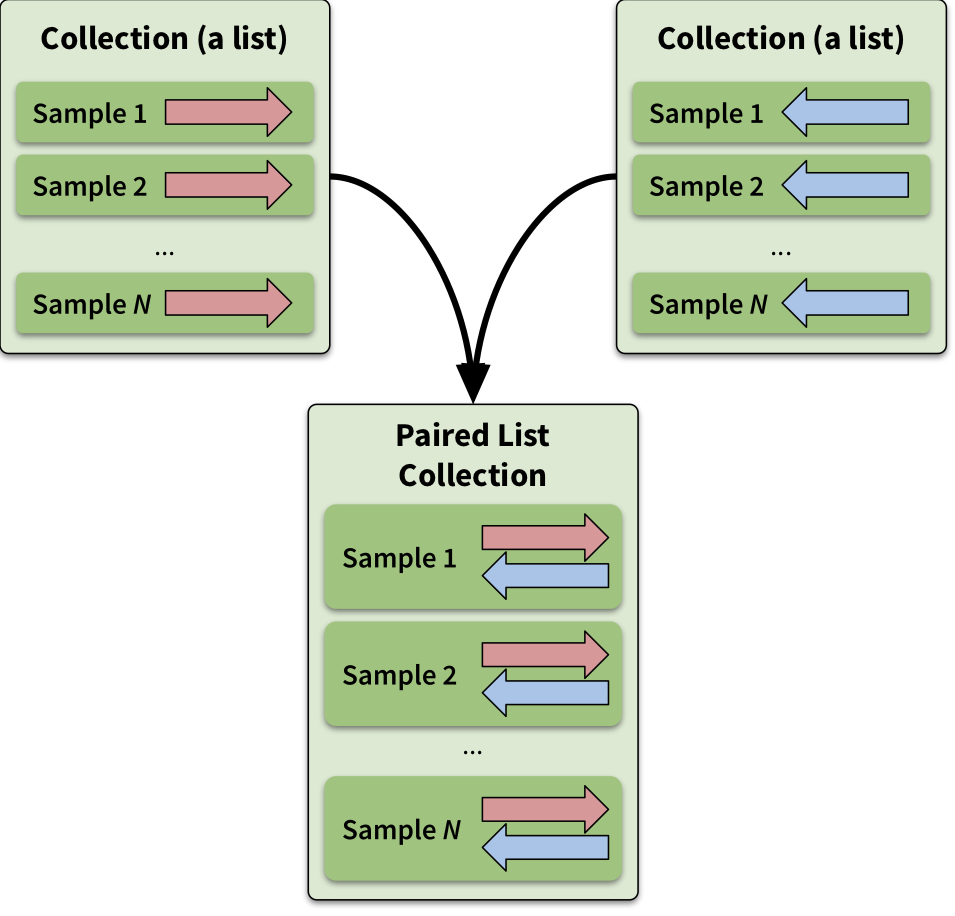 Collection (a list)
Sample 1
Sample 2
...
Sample N
Collection (a list)
Sample 1
Sample 2
...
Sample N
Paired List
Collection
Sample 1
Sample 2
...
Sample N